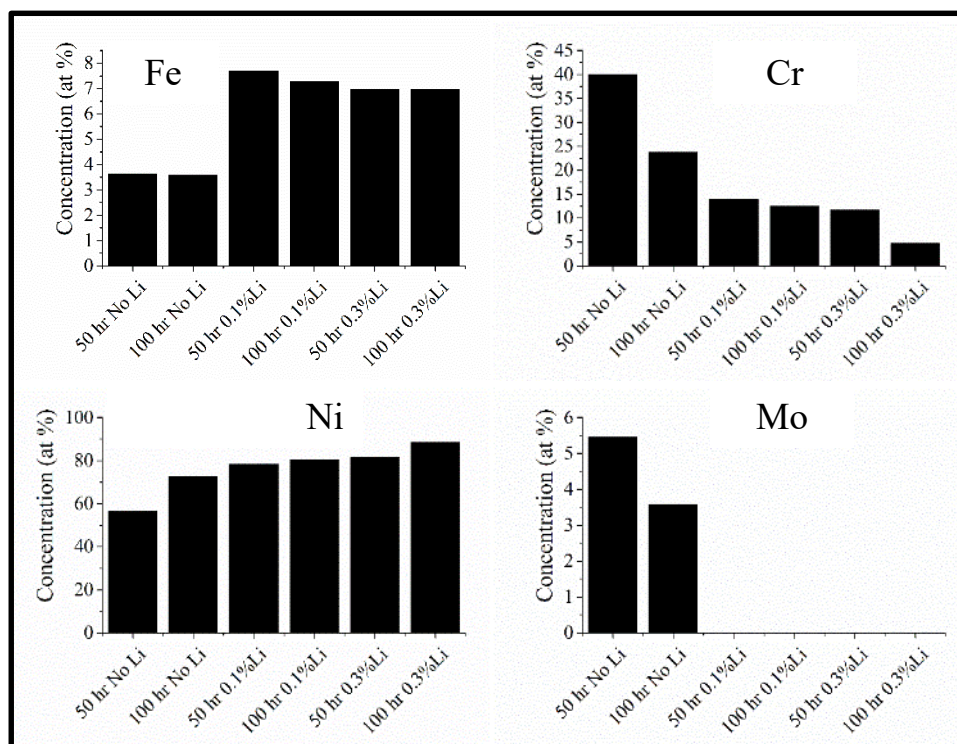 Fe
Concentration (at %)
8
7
6
5
4
3
2
1
0
50 hr No Li
100 hr No Li
50 hr 0.1%Li
100 hr 0.1%Li
50 hr 0.3%Li
100 hr 0.3%Li
Cr
Concentration (at %)
45
40
35
30
25
20
15
10
5
0
50 hr No Li
100 hr No Li
50 hr 0.1%Li
100 hr 0.1%Li
50 hr 0.3%Li
100 hr 0.3%Li
Ni
Concentration (at %)
100
80
60
40
20
0
50 hr No Li
100 hr No Li
50 hr 0.1%Li
100 hr 0.1%Li
50 hr 0.3%Li
100 hr 0.3%Li
Mo
Concentration (at %)
6
5
4
3
2
1
0
50 hr No Li
100 hr No Li
50 hr 0.1%Li
100 hr 0.1%Li
50 hr 0.3%Li
100 hr 0.3%Li